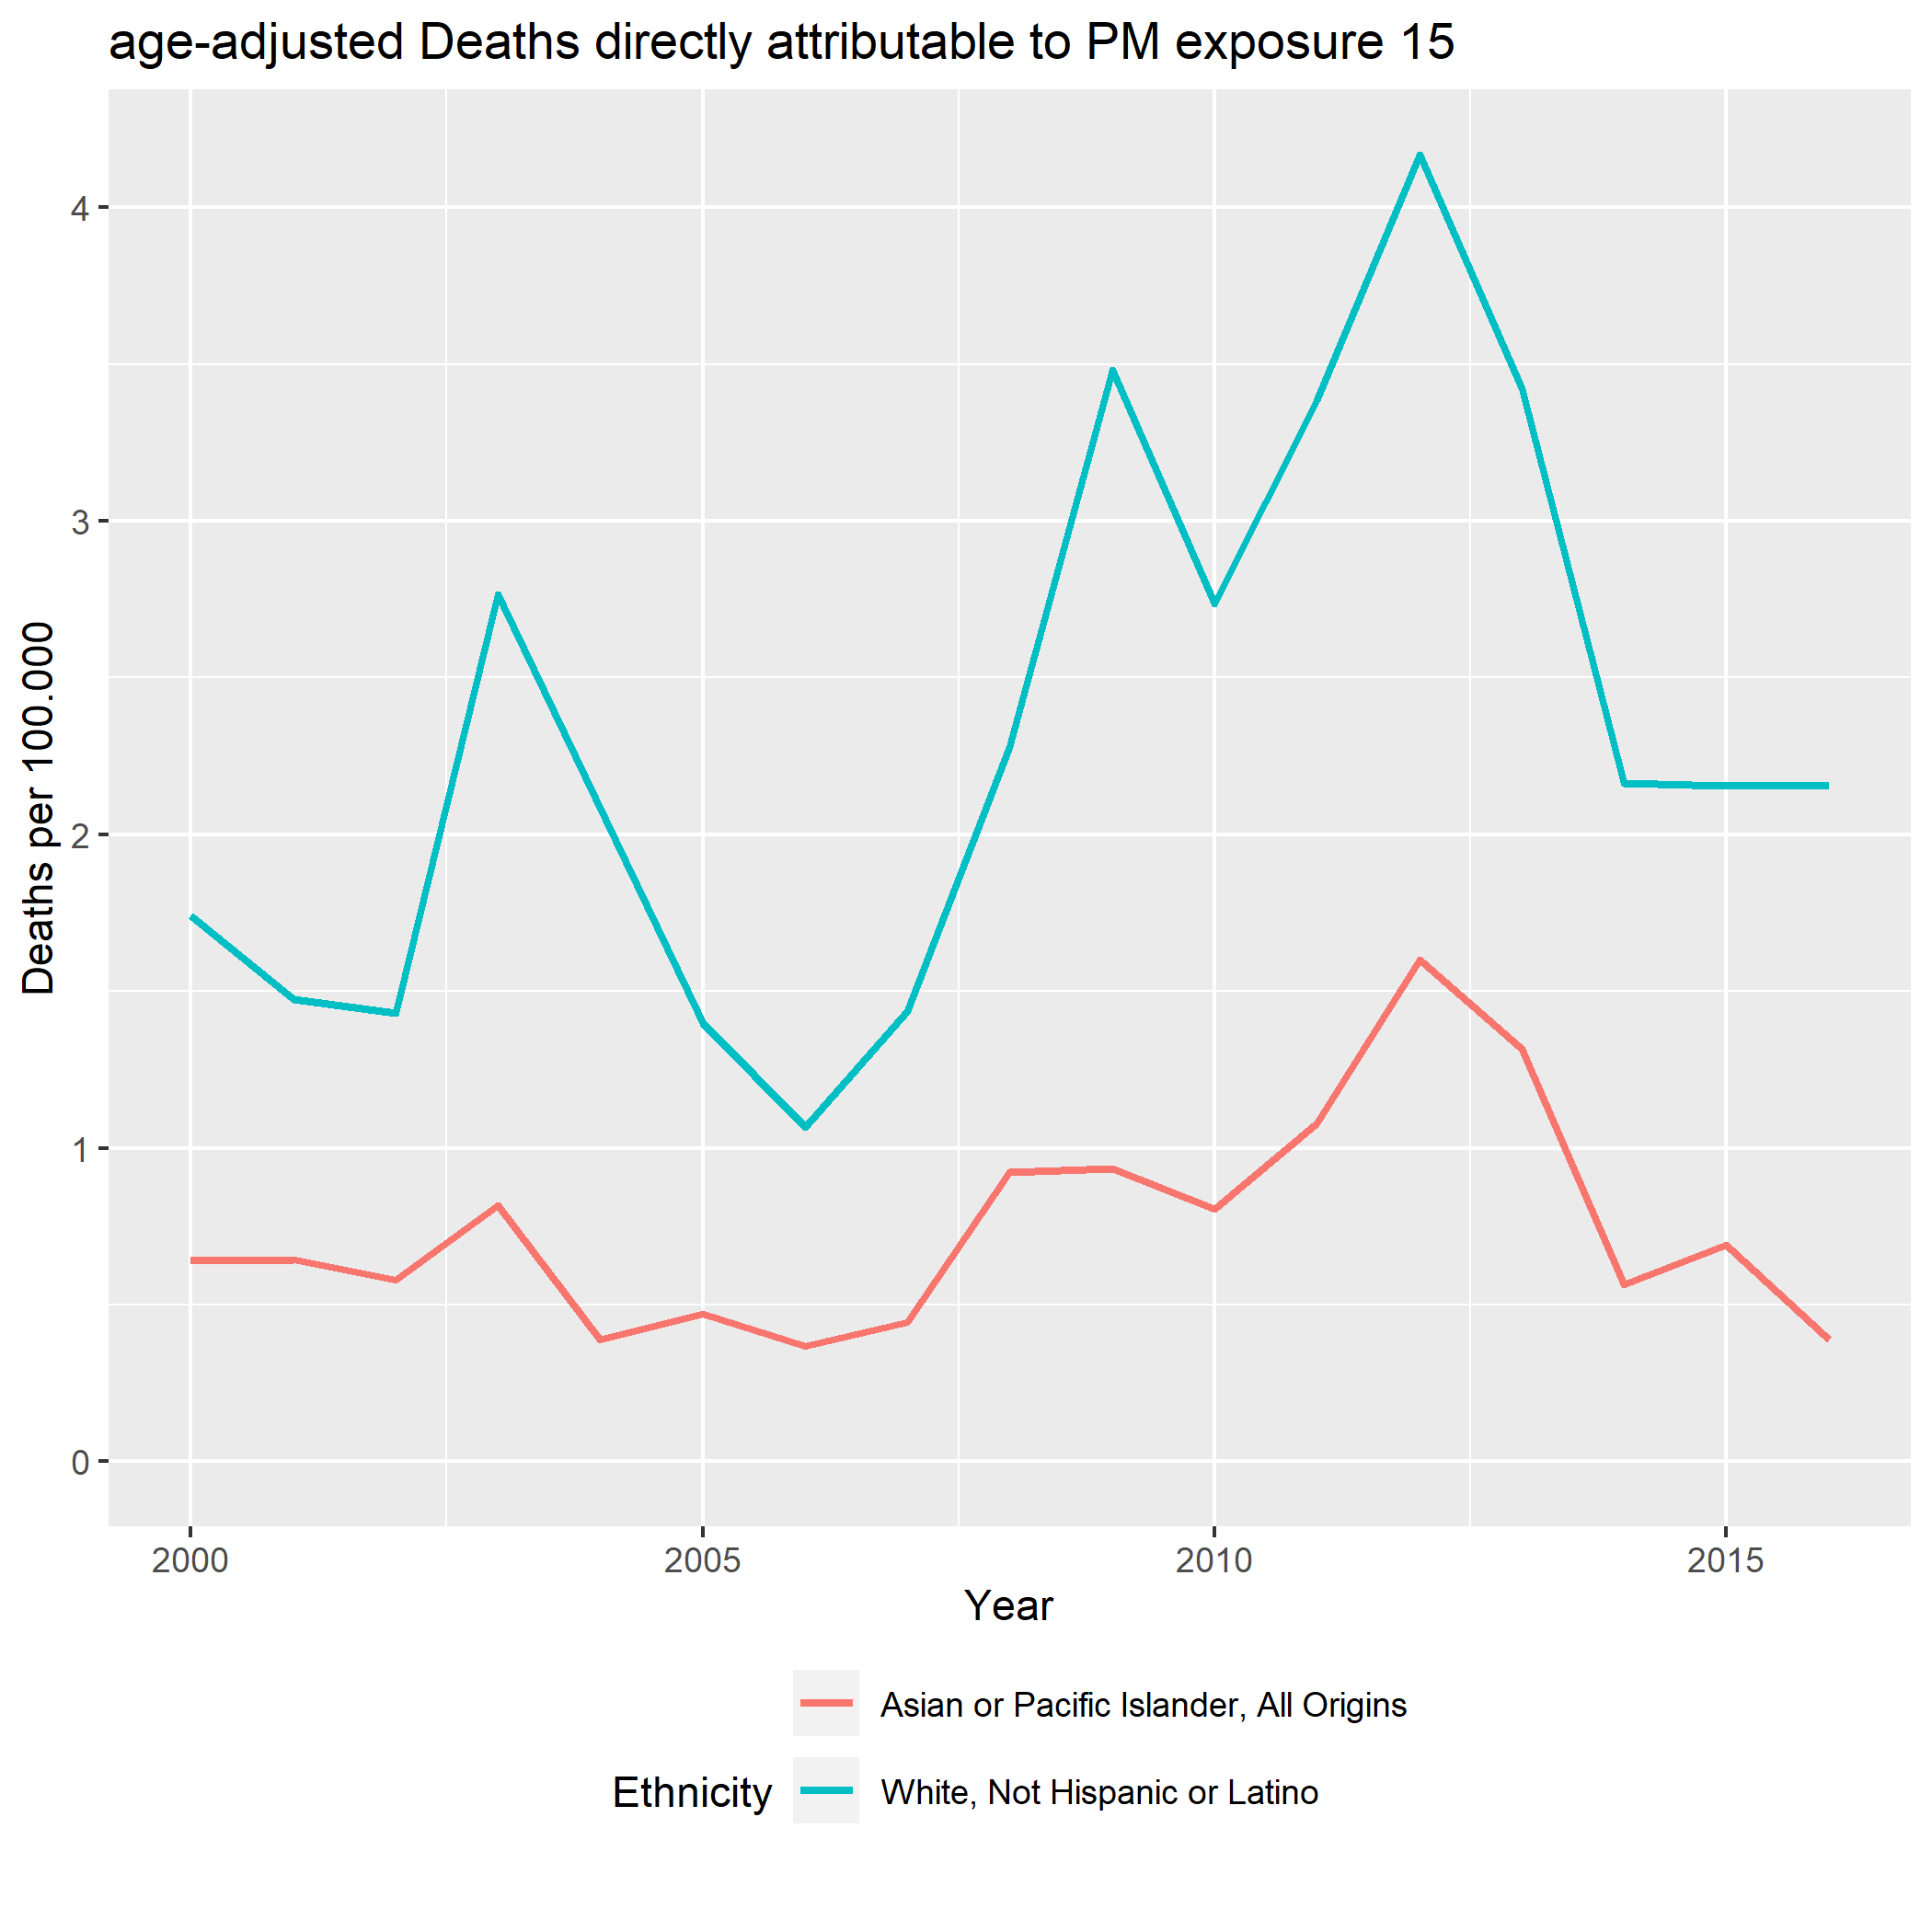 age-adjusted Deaths directly attributable to PM exposure 15
4
3
2
1
0
Deaths per 100.000
2000
2005
2010
2015
Year
Ethnicity
Asian or Pacific Islander, All Origins
White, Not Hispanic or Latino